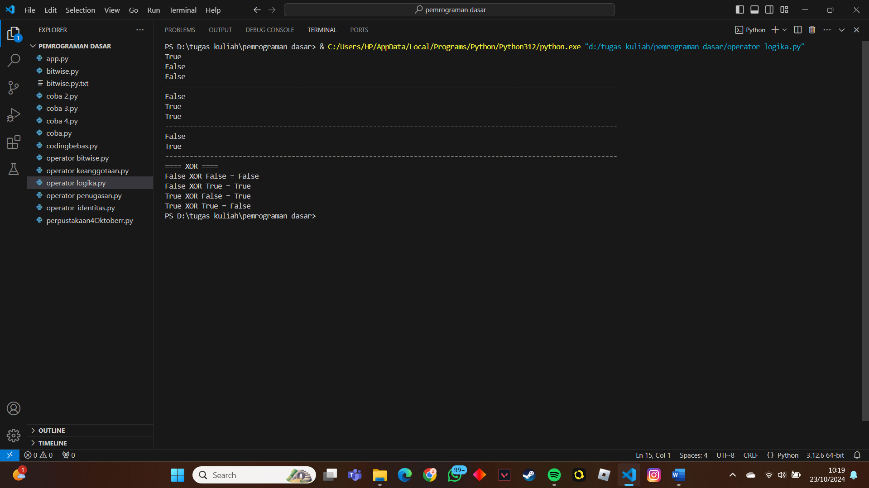 File Edit Selection View Go Run Terminal Help
pemrograman dasar
EXPLORER
PEMROGRAMAN DASAR
app.py
bitwise.py
bitwise.py.txt
coba 2.py
coba 3.py
coba 4.py
coba.py
codingbebas.py
operator bitwise.py
operator keanggotaan.py
operator logika.py
operator penugasan.py
operator-identitas.py
perpustakaan4Oktoberr.py
OUTLINE
TIMELINE
1
PROBLEMS OUTPUT DEBUG CONSOLE TERMINAL PORTS
Python
PS D:\tugas kuliah\pemrograman dasar> & C:/Users/HP/AppData/Local/Programs/Python/Python312/python.exe "d:/tugas kuliah/pemrograman dasar/operator logika.py"
True
False
False
False
True
True
--------------------------------------------------------------------------------------------------------------
False
True
--------------------------------------------------------------------------------------------------------------
==== XOR ====
False XOR False = False
False XOR True = True
True XOR False = True
True XOR True = False
PS D:\tugas kuliah\pemrograman dasar>
0 0 0
Ln 15, Col 1 Spaces: 4 UTF-8 CRLF {} Python 3.12.6 64-bit
1
Search
99+
10:19
23/10/2024